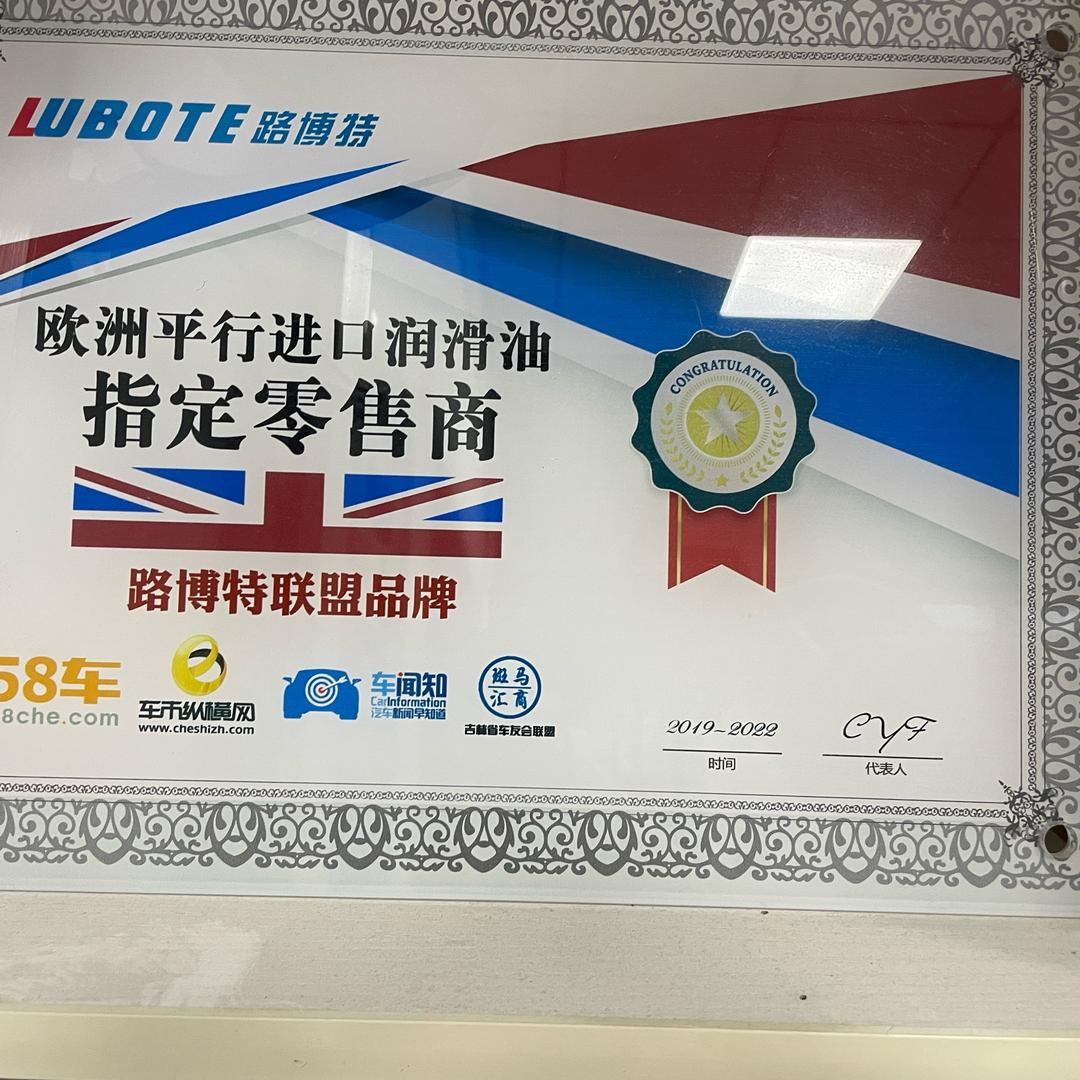 LUBOTE 路博特
欧洲平行进口润滑油
指定零售商
CONGRATULATION
路博特联盟品牌
58车
8che.com
车市纵横网
www.cheshizh.com
车闻知
CarInformation
汽车新闻早知道
斑马
汇商
吉林省车友会联盟
2019~2022
时间
CYF
代表人